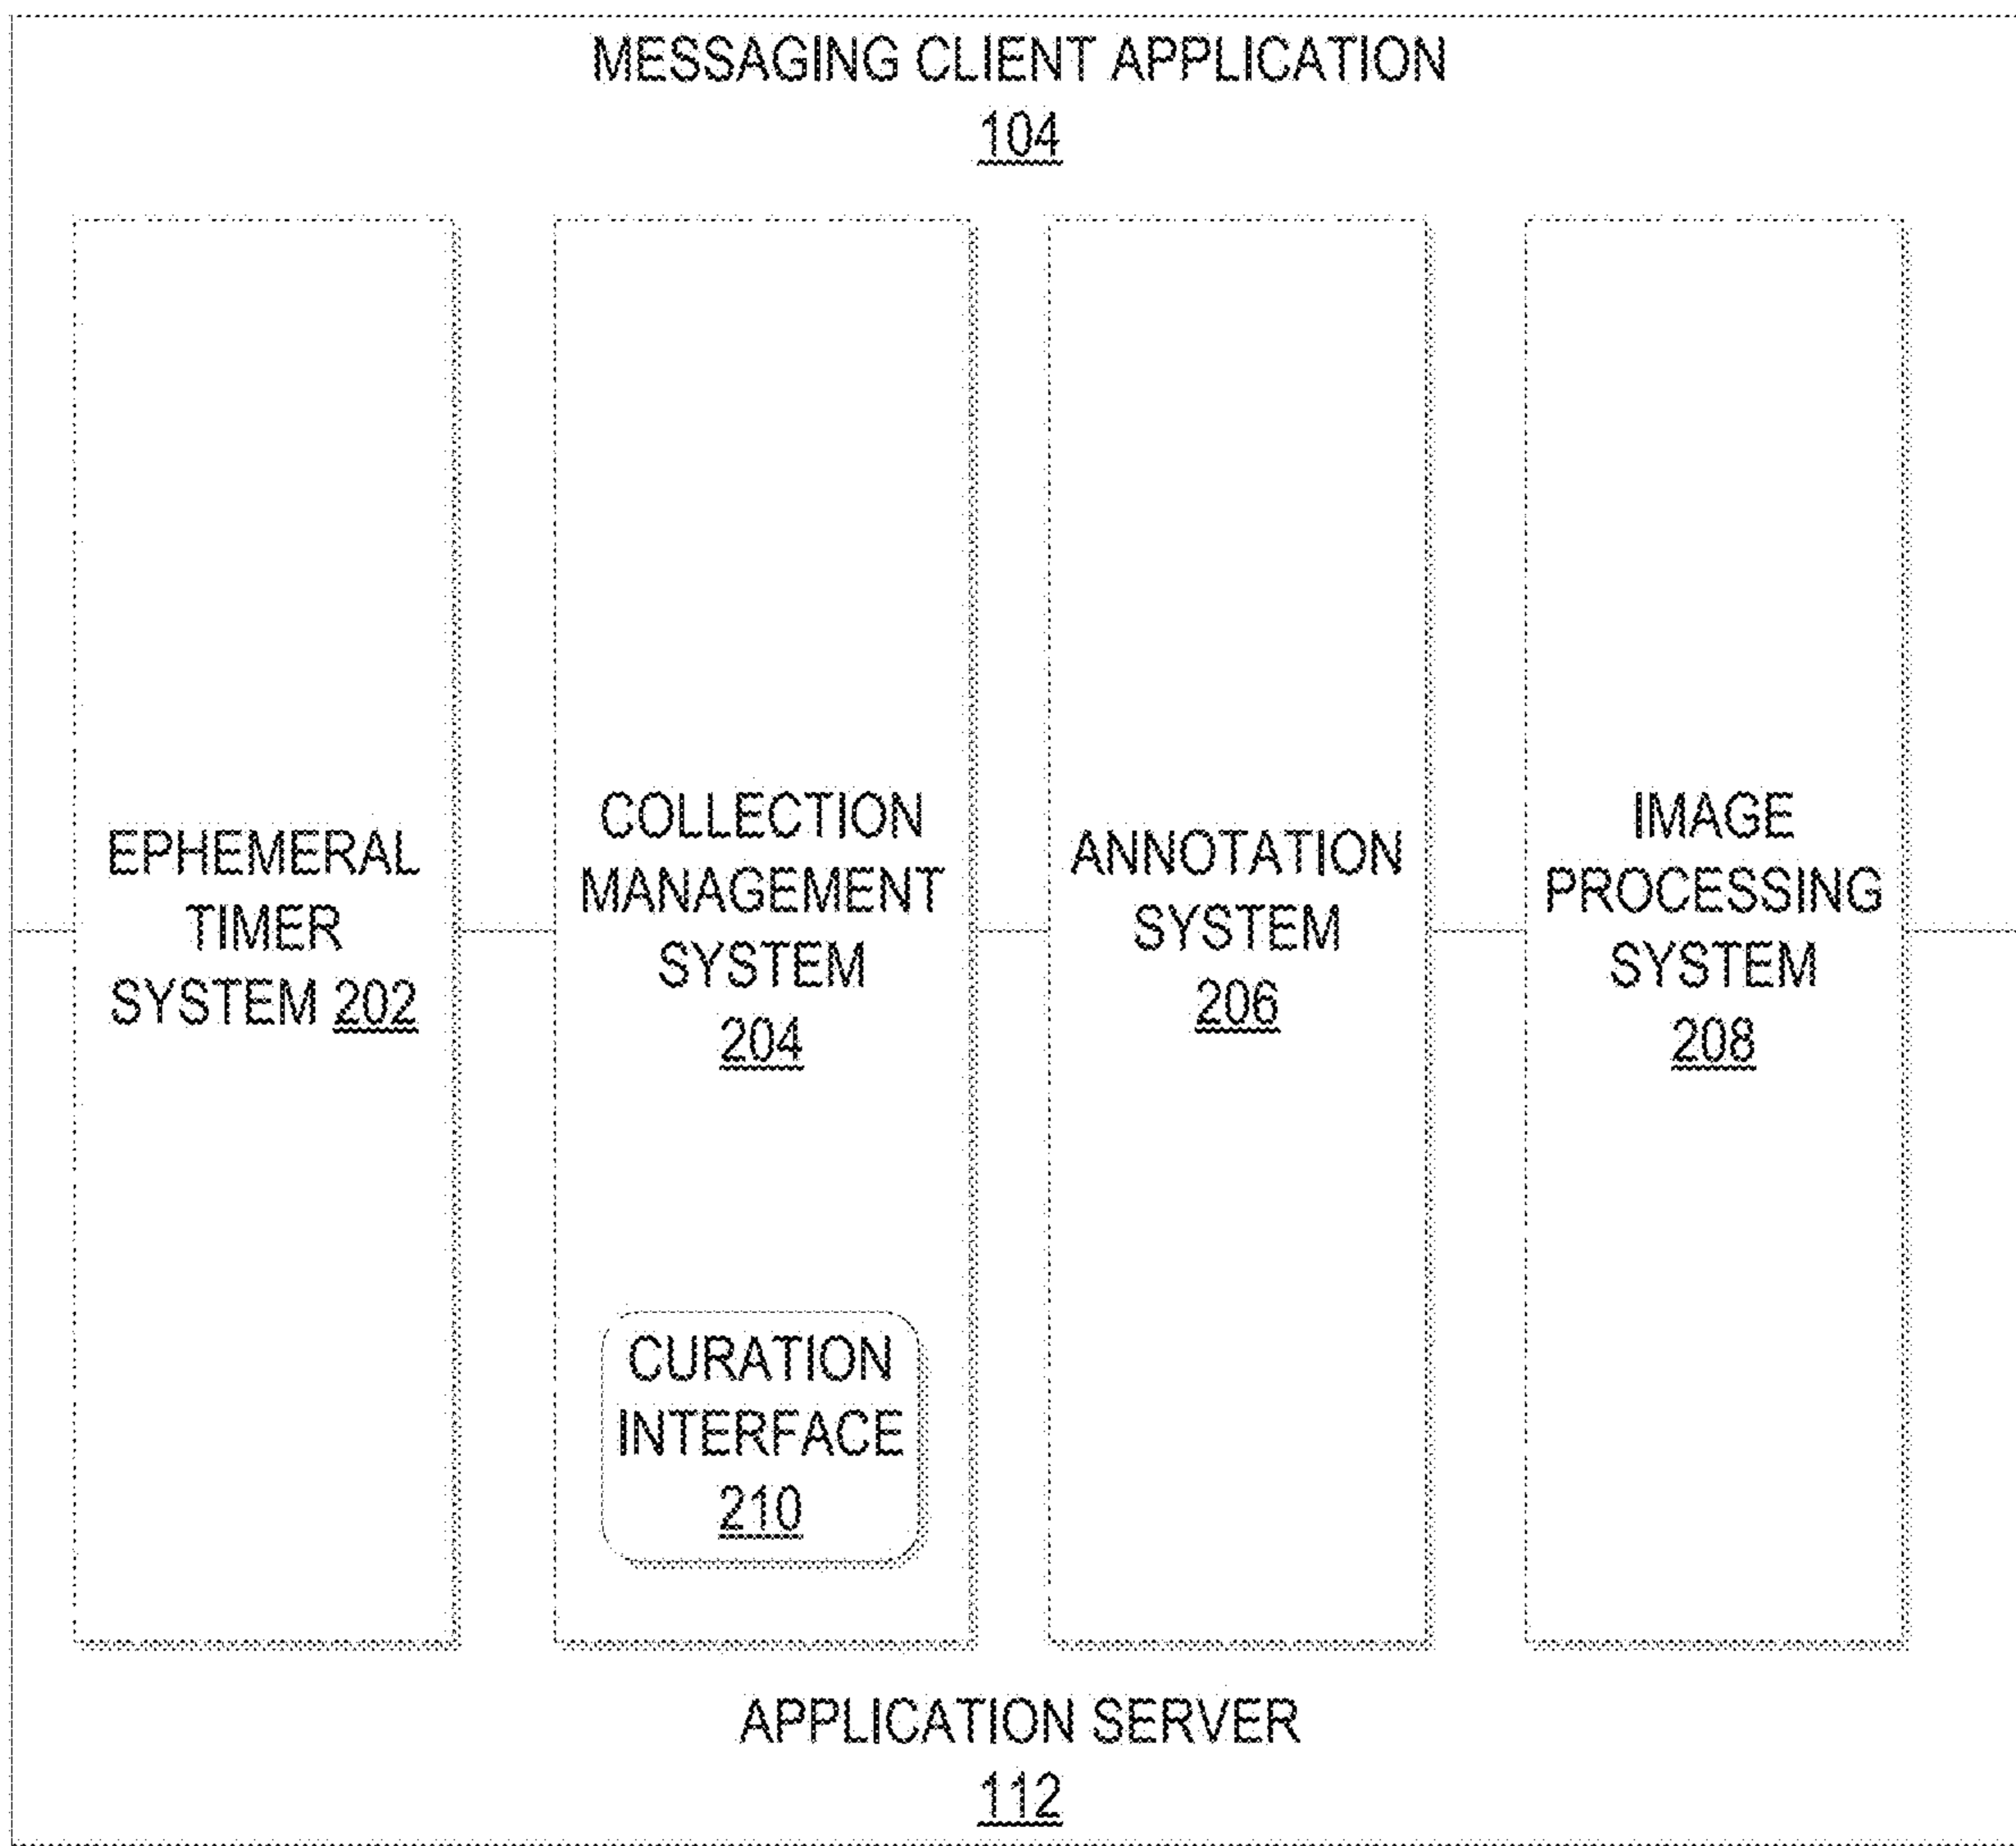 MESSAGING CLIENT APPLICATION
104
EPHEMERAL
TIMER
SYSTEM 202
COLLECTION
MANAGEMENT
SYSTEM
204
CURATION
INTERFACE
210
ANNOTATION
SYSTEM
206
IMAGE
PROCESSING
SYSTEM
208
APPLICATION SERVER
112